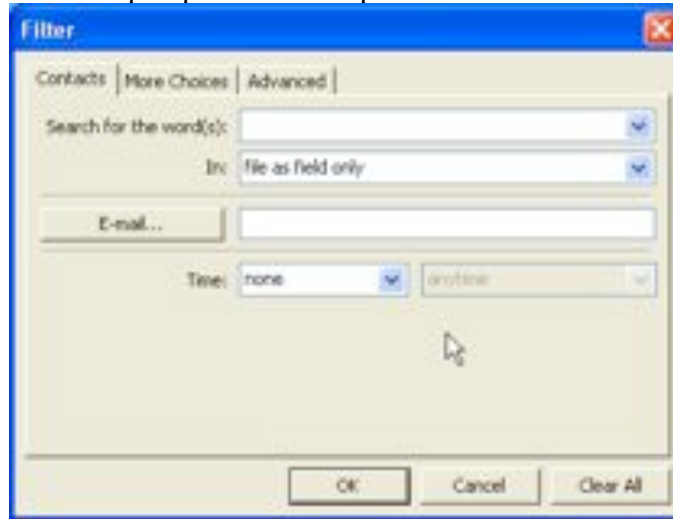 Filter
Contacts More Choices Advanced
Search for the word(s):
In: file as field only
E-mail...
Time: none anytime
OK Cancel Clear All